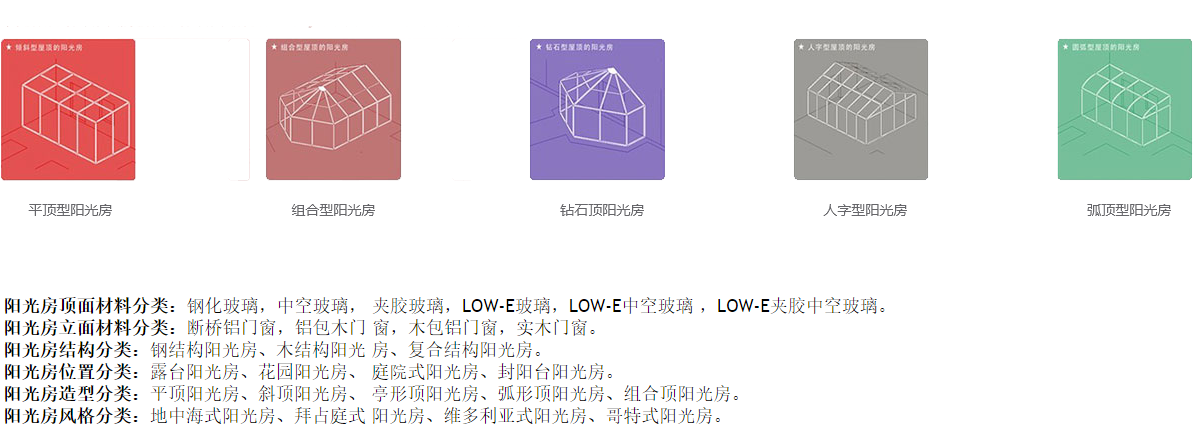 ★ 倾斜型屋顶的阳光房
★ 组合型屋顶的阳光房
★ 钻石型屋顶的阳光房
★ 人字型屋顶的阳光房
★ 圆弧型屋顶的阳光房
平顶型阳光房
组合型阳光房
钻石顶阳光房
人字型阳光房
弧顶型阳光房
阳光房顶面材料分类：钢化玻璃，中空玻璃， 夹胶玻璃，LOW-E玻璃，LOW-E中空玻璃 ，LOW-E夹胶中空玻璃。
阳光房立面材料分类：断桥铝门窗，铝包木门 窗，木包铝门窗，实木门窗。
阳光房结构分类：钢结构阳光房、木结构阳光 房、复合结构阳光房。
阳光房位置分类：露台阳光房、花园阳光房、 庭院式阳光房、封阳台阳光房。
阳光房造型分类：平顶阳光房、斜顶阳光房、 亭形顶阳光房、弧形顶阳光房、组合顶阳光房。
阳光房风格分类：地中海式阳光房、拜占庭式 阳光房、维多利亚式阳光房、哥特式阳光房。